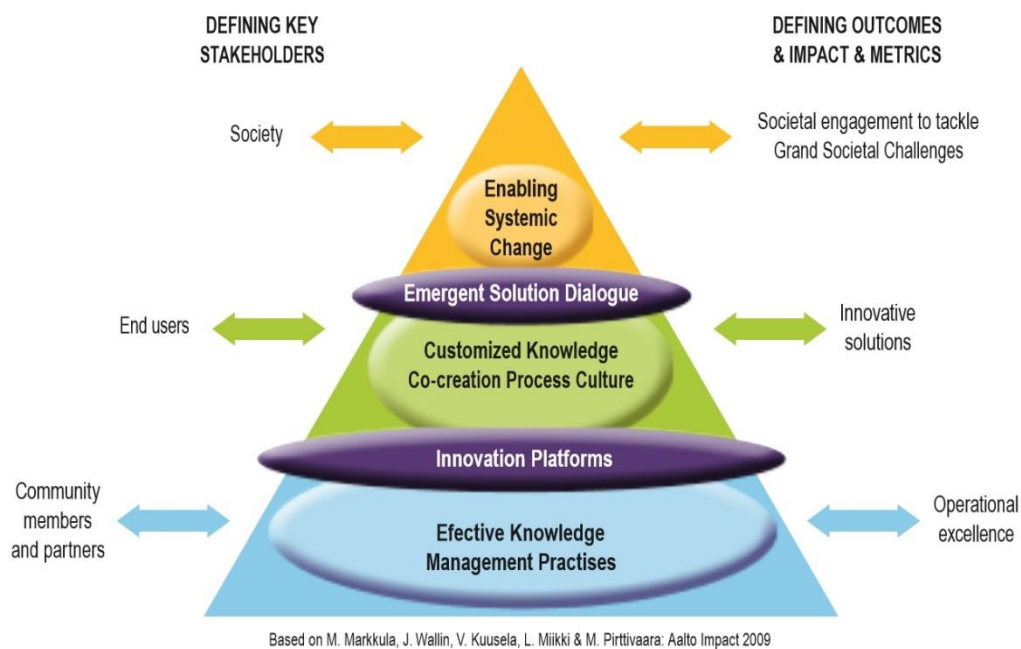 DEFINING KEY
STAKEHOLDERS
DEFINING OUTCOMES
& IMPACT & METRICS
Society
Societal engagement to tackle
Grand Societal Challenges
Enabling
Systemic
Change
Emergent Solution Dialogue
End users
Innovative
solutions
Customized Knowledge
Co-creation Process Culture
Innovation Platforms
Community
members
and partners
Operational
excellence
Efective Knowledge
Management Practises
Based on M. Markkula, J. Wallin, V. Kuusela, L. Miikki & M. Pirttivaara: Aalto Impact 2009